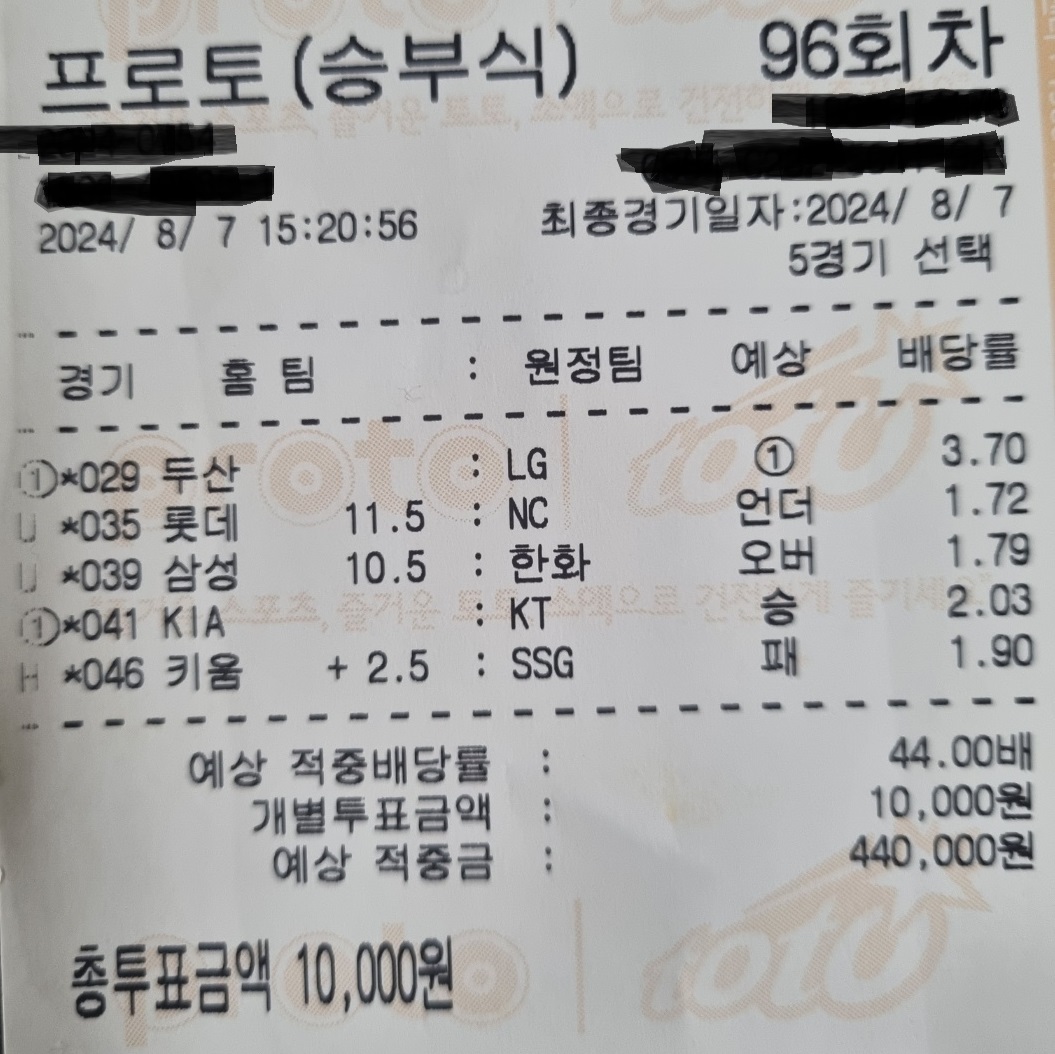 프로토(승부식) 96회차
2024/ 8/ 7 15:20:56 최종경기일자:2024/ 8/ 7
5경기 선택
경기 홈 팀 : 원정팀 예상 배당률
①*029 두산 : LG ① 3.70
U *035 롯데 11.5 : NC 언더 1.72
U *039 삼성 10.5 : 한화 오버 1.79
①*041 KIA : KT 승 2.03
H *046 키움 + 2.5 : SSG 패 1.90
예상 적중배당률 : 44.00배
개별투표금액 : 10,000원
예상 적중금 : 440,000원
총투표금액 10,000원
proto toto
proto toto